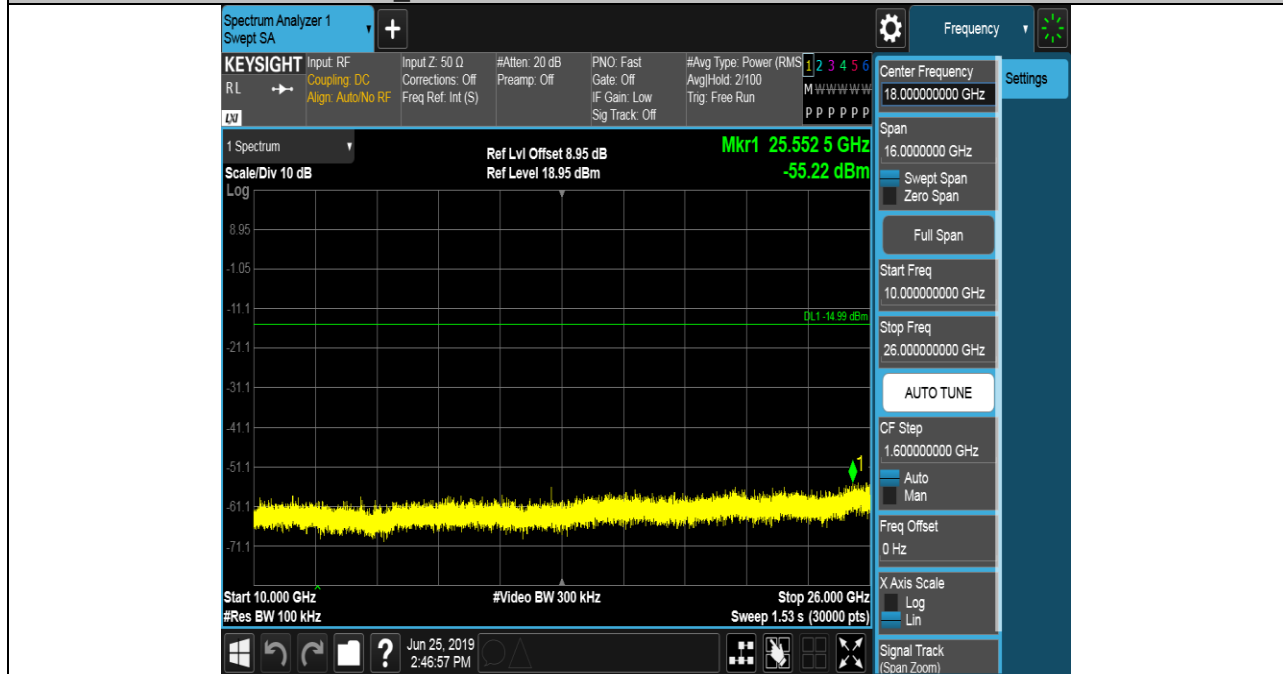 Spectrum Analyzer 1
Swept SA
+
Frequency
KEYSIGHT
RL
LXI
Input: RF
Coupling: DC
Align: Auto/No RF
Input Z: 50 Ω
Corrections: Off
Freq Ref: Int (S)
#Atten: 20 dB
Preamp: Off
PNO: Fast
Gate: Off
IF Gain: Low
Sig Track: Off
#Avg Type: Power (RMS
Avg|Hold: 2/100
Trig: Free Run
1 2 3 4 5 6
M W W W W W
P P P P P P
1 Spectrum
Scale/Div 10 dB
Ref Lvl Offset 8.95 dB
Ref Level 18.95 dBm
Mkr1 25.552 5 GHz
-55.22 dBm
Log
8.95
-1.05
-11.1
DL1 -14.99 dBm
-21.1
-31.1
-41.1
-51.1
1
-61.1
-71.1
Start 10.000 GHz
#Video BW 300 kHz
Stop 26.000 GHz
#Res BW 100 kHz
Sweep 1.53 s (30000 pts)
?
Jun 25, 2019
2:46:57 PM
Center Frequency
18.000000000 GHz
Settings
Span
16.0000000 GHz
Swept Span
Zero Span
Full Span
Start Freq
10.000000000 GHz
Stop Freq
26.000000000 GHz
AUTO TUNE
CF Step
1.600000000 GHz
Auto
Man
Freq Offset
0 Hz
X Axis Scale
Log
Lin
Signal Track
(Span Zoom)